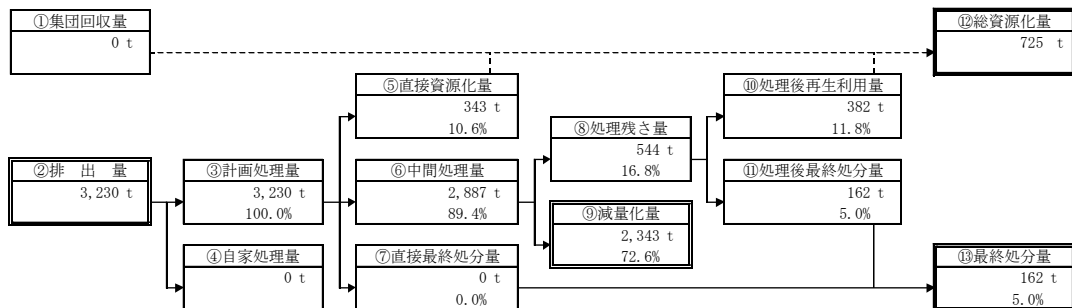 ①集団回収量
0 t
⑫総資源化量
725 t
⑤直接資源化量
343 t
10.6%
⑩処理後再生利用量
382 t
11.8%
⑧処理残さ量
544 t
16.8%
②排 出 量
3,230 t
③計画処理量
3,230 t
100.0%
⑥中間処理量
2,887 t
89.4%
⑪処理後最終処分量
162 t
5.0%
⑨減量化量
2,343 t
72.6%
④自家処理量
0 t
⑦直接最終処分量
0 t
0.0%
⑬最終処分量
162 t
5.0%